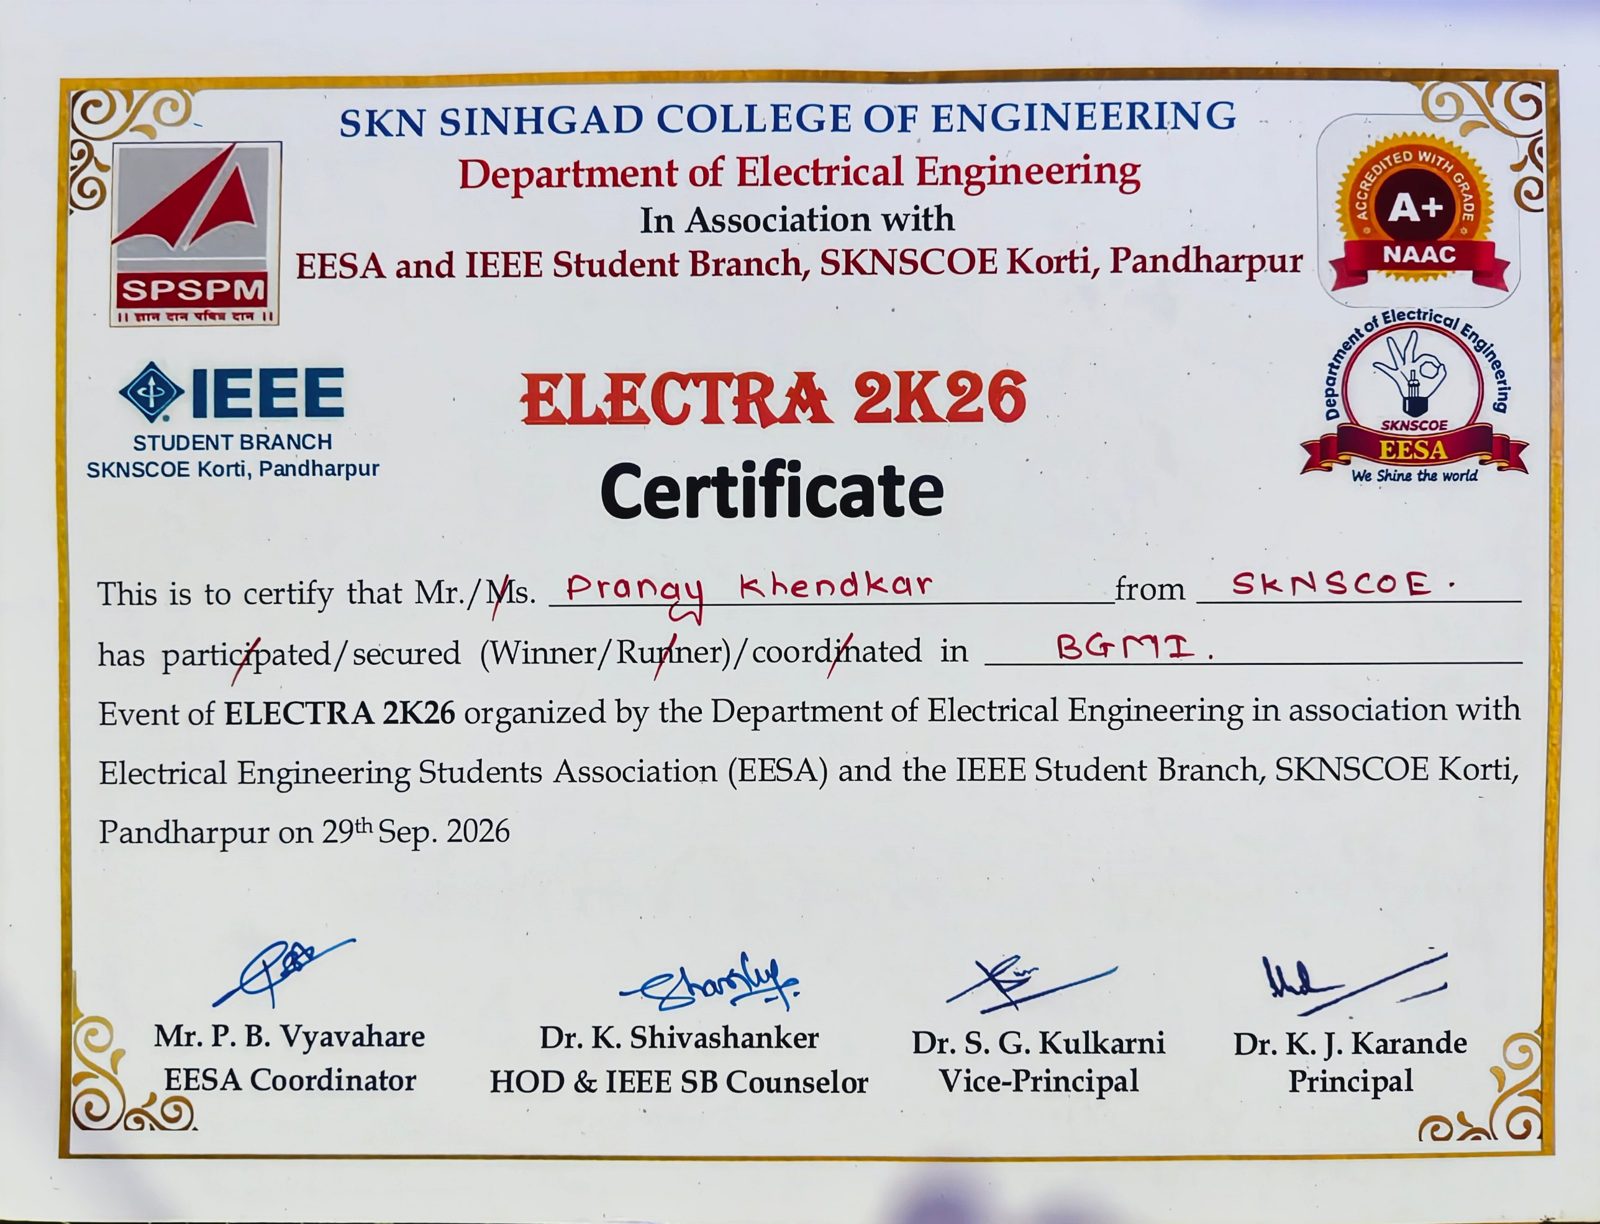 SKN SINHGAD COLLEGE OF ENGINEERING
Department of Electrical Engineering
In Association with
EESA and IEEE Student Branch, SKNSCOE Korti, Pandharpur
SPSPM
।। ज्ञान दान पवित्र दान ।।
ACCREDITED WITH GRADE
A+
NAAC
IEEE
STUDENT BRANCH
SKNSCOE Korti, Pandharpur
ELECTRA 2K26
Certificate
Department of Electrical Engineering
SKNSCOE
EESA
We Shine the world
This is to certify that Mr./Ms. Pranay Khendkar from SKNSCOE.
has participated/secured (Winner/Runner)/coordinated in BGMI.
Event of ELECTRA 2K26 organized by the Department of Electrical Engineering in association with
Electrical Engineering Students Association (EESA) and the IEEE Student Branch, SKNSCOE Korti,
Pandharpur on 29th Sep. 2026
Mr. P. B. Vyavahare
EESA Coordinator
Dr. K. Shivashanker
HOD & IEEE SB Counselor
Dr. S. G. Kulkarni
Vice-Principal
Dr. K. J. Karande
Principal